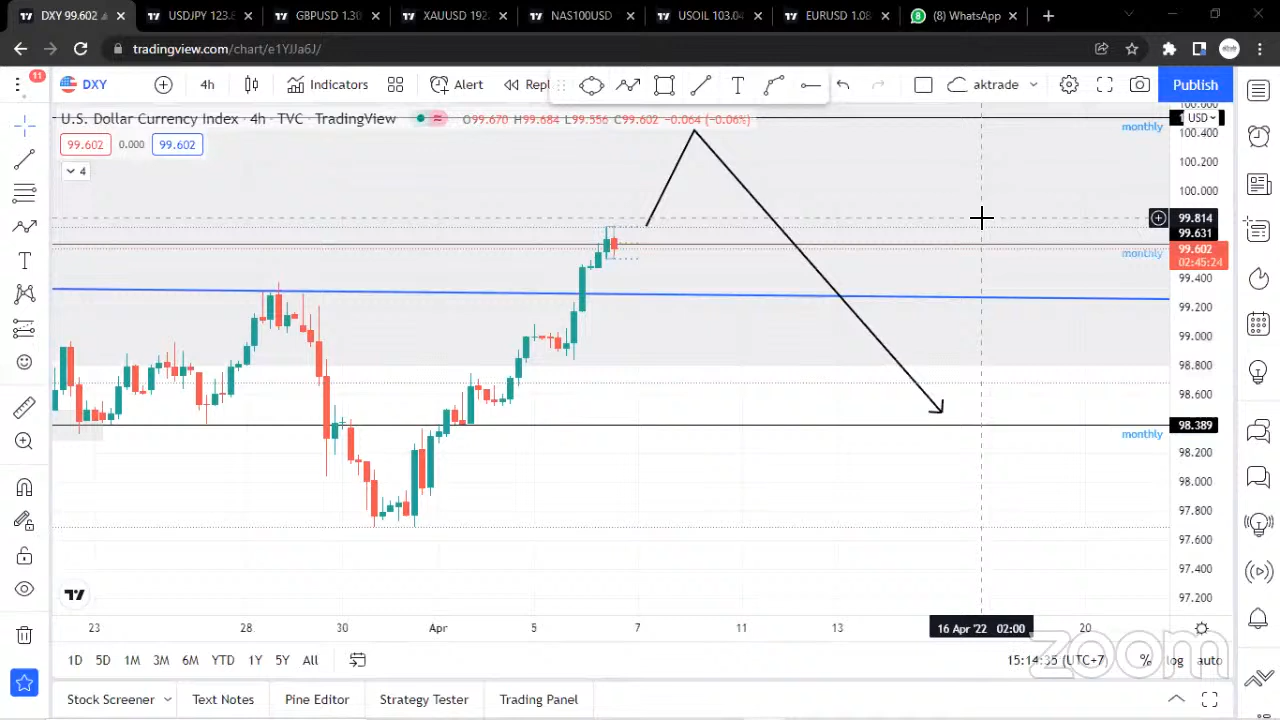 DXY 99.602
USDJPY 123.
GBPUSD 1.30
XAUUSD 192
NAS100USD
USOIL 103.04
EURUSD 1.08
(8) WhatsApp
tradingview.com/chart/e1YJJa6J/
11
DXY
4h
Indicators
Alert
Repl
aktrade
Publish
U.S. Dollar Currency Index · 4h · TVC · TradingView
O99.670 H99.684 L99.556 C99.602 −0.064 (−0.06%)
USD
monthly
99.602
0.000
99.602
4
100.400
100.200
100.000
99.814
99.631
monthly
99.602
02:45:24
99.400
99.200
99.000
98.800
98.600
98.389
monthly
98.200
98.000
97.800
97.600
97.400
97.200
23
28
30
Apr
5
7
11
13
16 Apr '22 02:00
20
1D
5D
1M
3M
6M
YTD
1Y
5Y
All
15:14:35 (UTC+7)
%
log
auto
zoom
Stock Screener
Text Notes
Pine Editor
Strategy Tester
Trading Panel